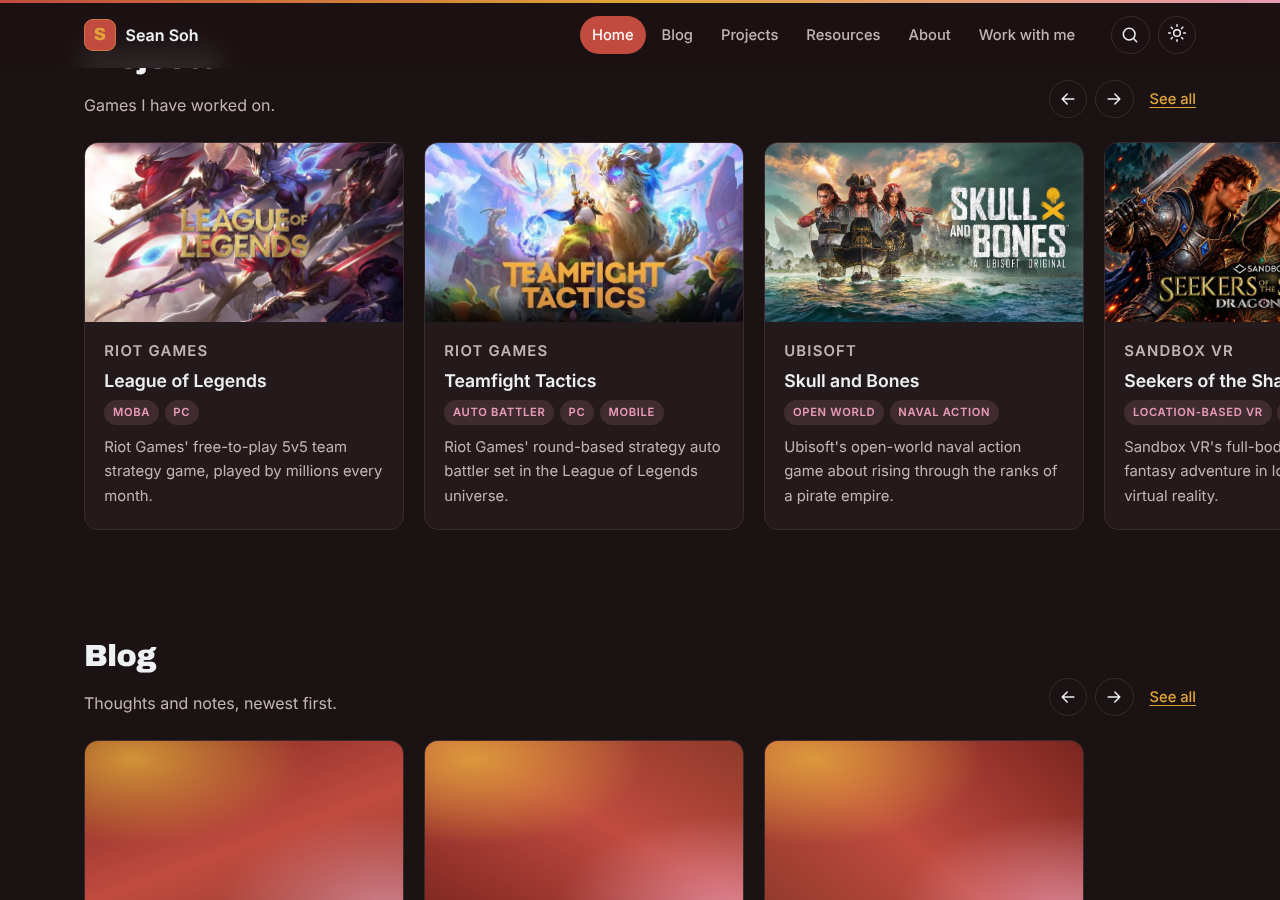 S Sean Soh
Home Blog Projects Resources About Work with me
Games I have worked on.
See all
LEAGUE OF
LEGENDS
TEAMFIGHT
TACTICS
SKULL
AND BONES
A UBISOFT ORIGINAL
RIOT GAMES
League of Legends
MOBA PC
Riot Games' free-to-play 5v5 team
strategy game, played by millions every
month.
RIOT GAMES
Teamfight Tactics
AUTO BATTLER PC MOBILE
Riot Games' round-based strategy auto
battler set in the League of Legends
universe.
UBISOFT
Skull and Bones
OPEN WORLD NAVAL ACTION
Ubisoft's open-world naval action
game about rising through the ranks of
a pirate empire.
SEEKERS OF THE
SANDBOX VR
Seekers of the
LOCATION-BASED VR
Sandbox VR's
fantasy adventure in
virtual reality.
Blog
Thoughts and notes, newest first.
See all